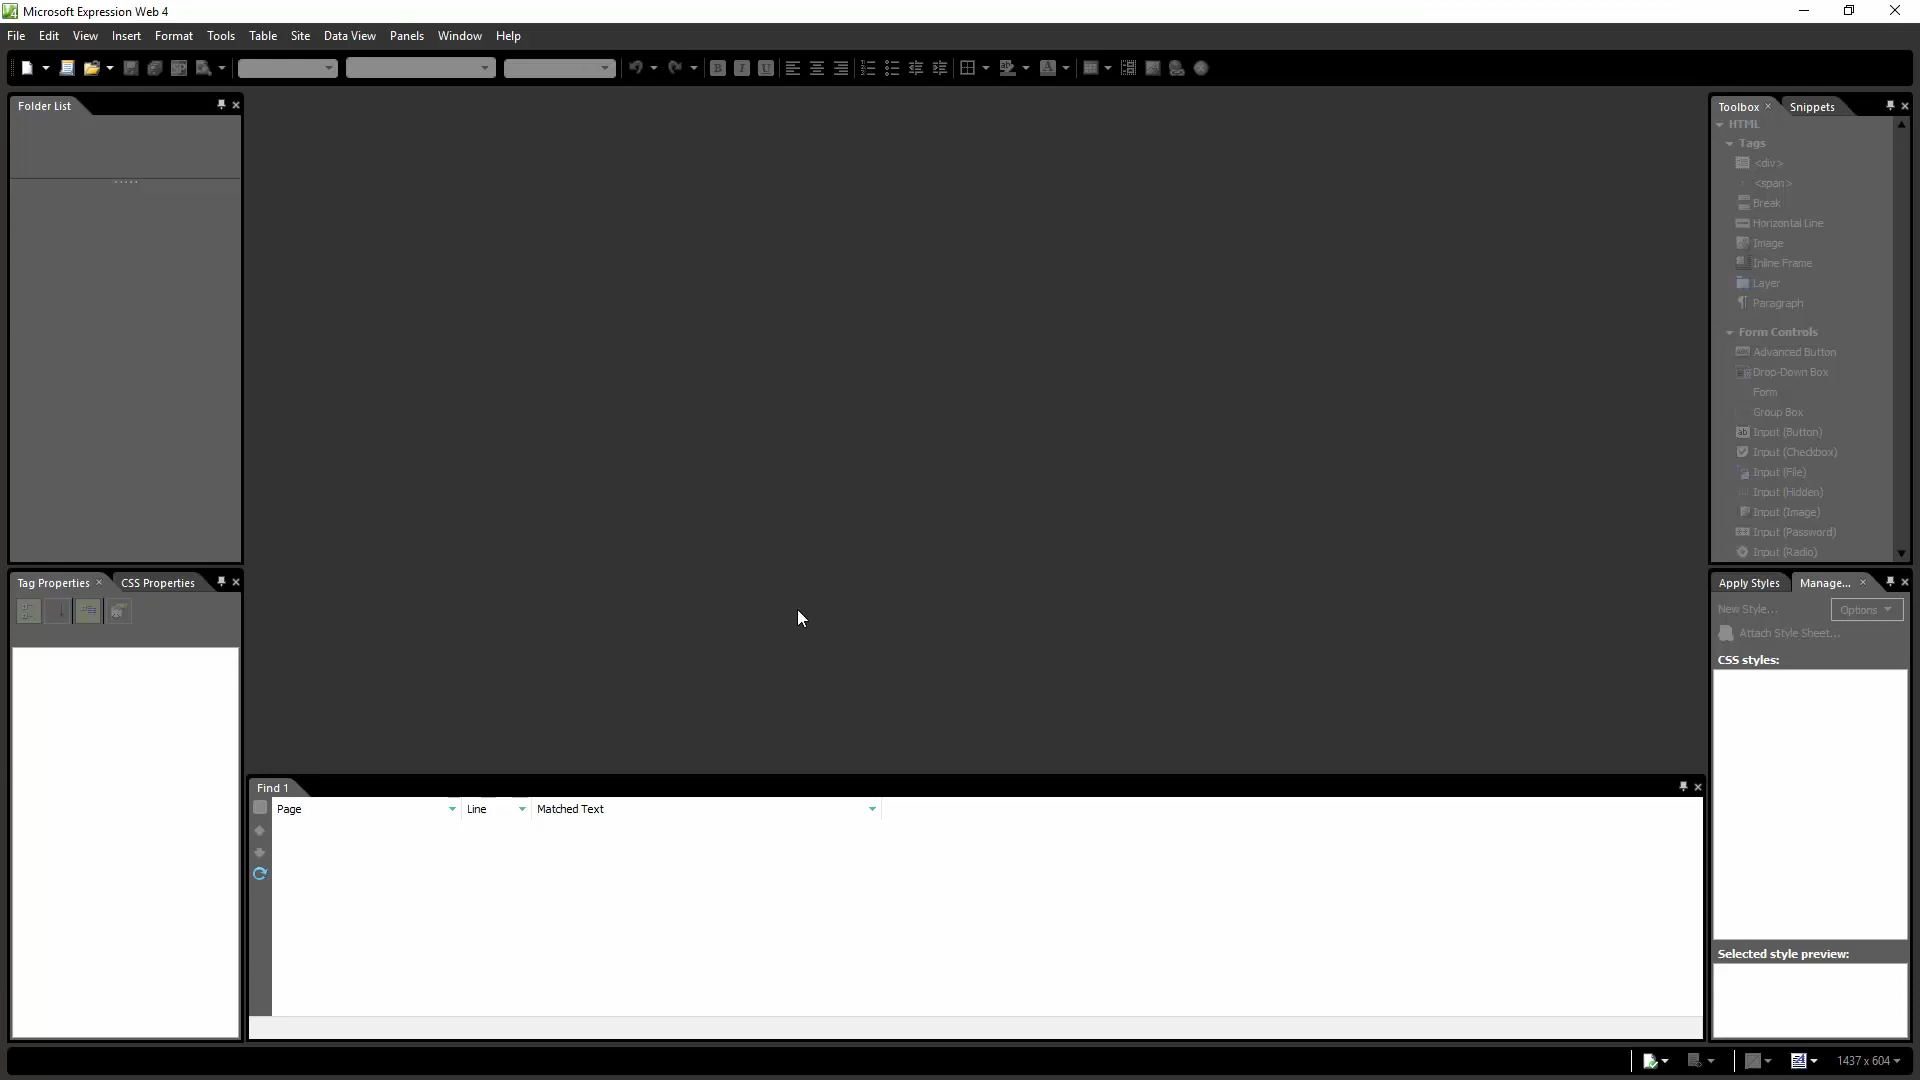 Microsoft Expression Web 4
File Edit View Insert Format Tools Table Site Data View Panels Window Help
Folder List
Toolbox Snippets
HTML
Tags
<div>
<span>
Break
Horizontal Line
Image
Inline Frame
Layer
Paragraph
Form Controls
Advanced Button
Drop-Down Box
Form
Group Box
Input (Button)
Input (Checkbox)
Input (File)
Input (Hidden)
Input (Image)
Input (Password)
Input (Radio)
Tag Properties CSS Properties
Apply Styles Manage...
New Style... Options
Attach Style Sheet...
CSS styles:
Selected style preview:
Find 1
Page Line Matched Text
1437 x 604